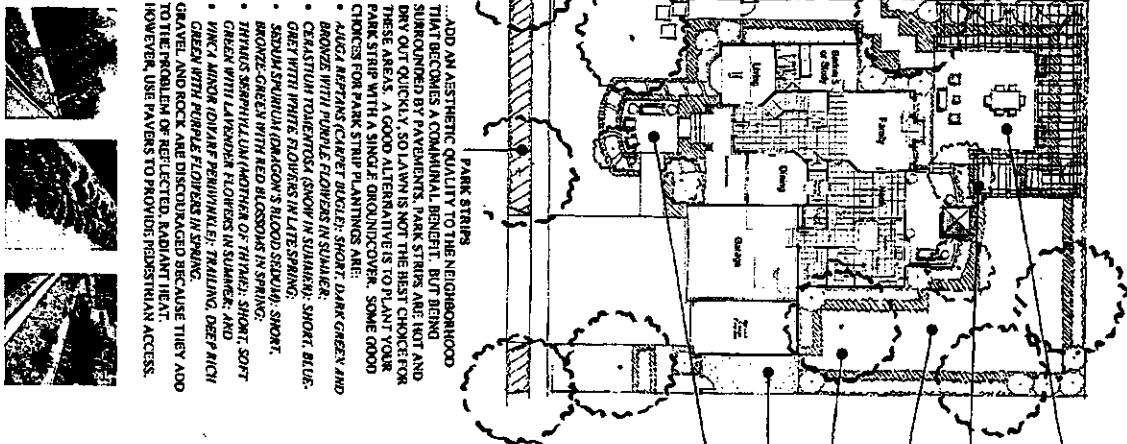 PARK STRIPS
...ADD AN AESTHETIC QUALITY TO THE NEIGHBORHOOD
THAT BECOMES A COMMUNAL BENEFIT. BUT BEING
SURROUNDED BY PAVEMENTS, PARK STRIPS ARE HOT AND
DRY OUT QUICKLY, SO LAWN IS NOT THE BEST CHOICE FOR
THESE AREAS. A GOOD ALTERNATIVE IS TO PLANT YOUR
PARK STRIP WITH A SINGLE GROUNDCOVER. SOME GOOD
CHOICES FOR PARK STRIP PLANTINGS ARE:
• AJUGA REPTANS (CARPET BUGLE): SHORT, DARK GREEN AND
BRONZE WITH PURPLE FLOWERS IN SUMMER;
• CERASTIUM TOMENTOSA (SNOW IN SUMMER): SHORT, BLUE-
GREY WITH WHITE FLOWERS IN LATE SPRING;
• SEDUM SPURIUM (DRAGON'S BLOOD SEDUM): SHORT,
BRONZE-GREEN WITH RED BLOSSOMS IN SPRING;
• THYMUS SERPHYLLUM (MOTHER OF THYME): SHORT, SOFT
GREEN WITH LAVENDER FLOWERS IN SUMMER; AND
• VINCA MINOR (DWARF PERIWINKLE): TRAILING, DEEP RICH
GREEN WITH PURPLE FLOWERS IN SPRING.
GRAVEL AND ROCK ARE DISCOURAGED BECAUSE THEY ADD
TO THE PROBLEM OF REFLECTED, RADIANT HEAT.
HOWEVER, USE PAVERS TO PROVIDE PEDESTRIAN ACCESS.
Living
or Study
Family
Dining
Garage